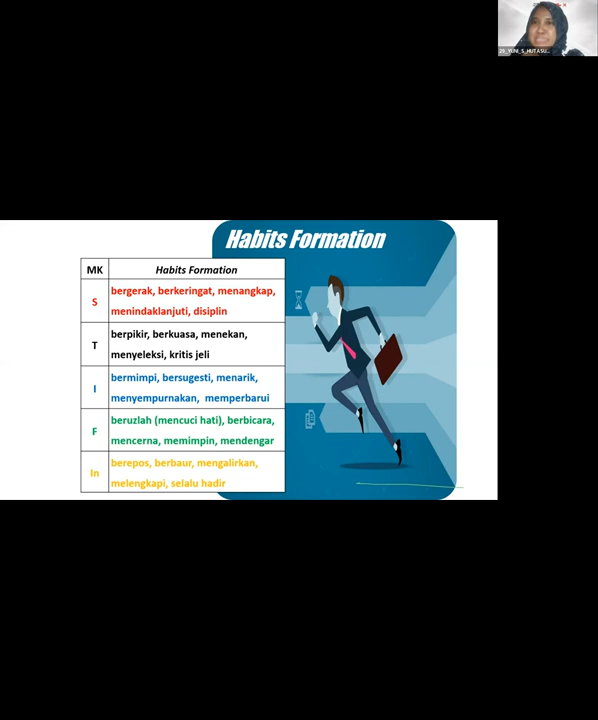 29_YUNI_S_HUTASU...
Habits Formation
MK Habits Formation
S bergerak, berkeringat, menangkap,
menindaklanjuti, disiplin
T berpikir, berkuasa, menekan,
menyeleksi, kritis jeli
I bermimpi, bersugesti, menarik,
menyempurnakan, memperbarui
F beruzlah (mencuci hati), berbicara,
mencerna, memimpin, mendengar
In berepos, berbaur, mengalirkan,
melengkapi, selalu hadir